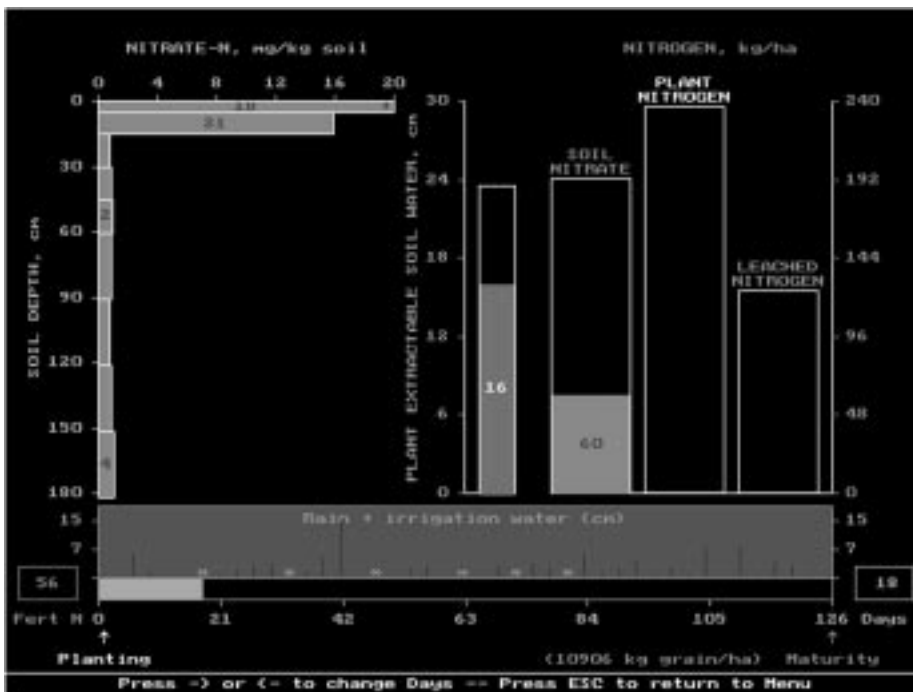 NITRATE-N, mg/kg soil
NITROGEN, kg/ha
0 4 8 12 16 20
PLANT
NITROGEN
0
30
60
90
120
150
180
SOIL DEPTH, cm
31
PLANT EXTRACTABLE SOIL WATER, cm
30
24
18
12
6
0
16
SOIL
NITRATE
60
LEACHED
NITROGEN
240
192
144
96
48
0
Rain + irrigation water (cm)
15
7
15
7
56
18
Fert N 0 21 42 63 84 105 126 Days
Planting
(10906 kg grain/ha) Maturity
Press -> or <- to change Days -- Press ESC to return to Menu